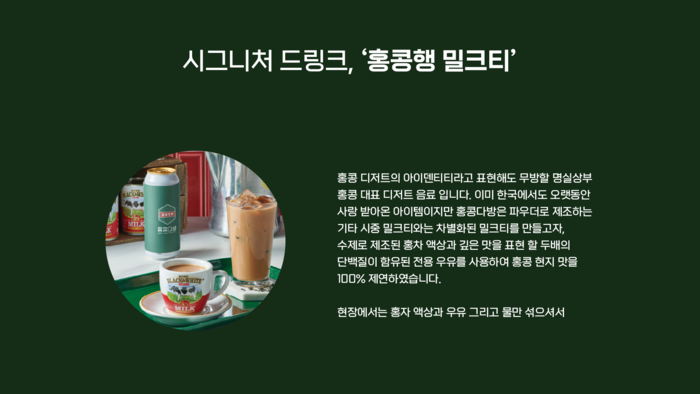 시그니처 드링크, ‘홍콩행 밀크티’
홍콩 디저트의 아이덴티티라고 표현해도 무방할 명실상부
홍콩 대표 디저트 음료 입니다. 이미 한국에서도 오랫동안
사랑 받아온 아이템이지만 홍콩다방은 파우더로 제조하는
기타 시중 밀크티와는 차별화된 밀크티를 만들고자,
수제로 제조된 홍차 액상과 깊은 맛을 표현 할 두배의
단백질이 함유된 전용 우유를 사용하여 홍콩 현지 맛을
100% 제연하였습니다.
현장에서는 홍자 액상과 우유 그리고 물만 섞으셔서
홍콩다방
BLACK&WHITE
MILK